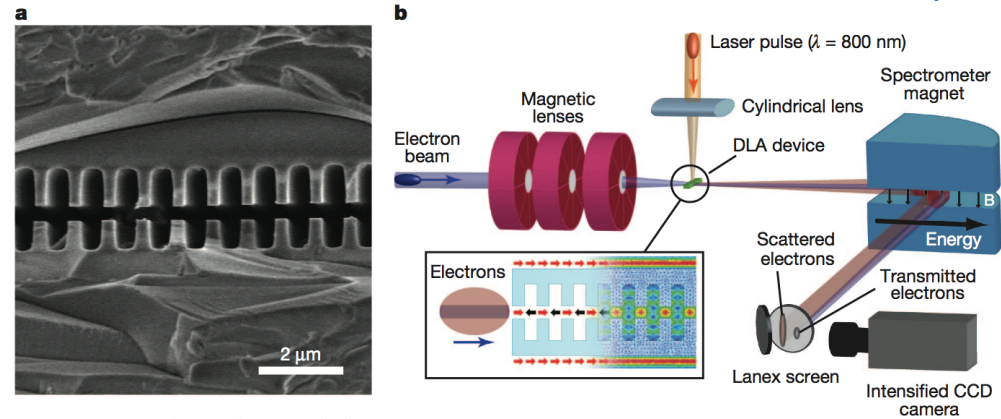 a
2 μm
b
Laser pulse (λ = 800 nm)
Spectrometer
magnet
Magnetic
lenses
Cylindrical lens
Electron
beam
DLA device
B
Energy
Electrons
Scattered
electrons
Transmitted
electrons
Lanex screen
Intensified CCD
camera